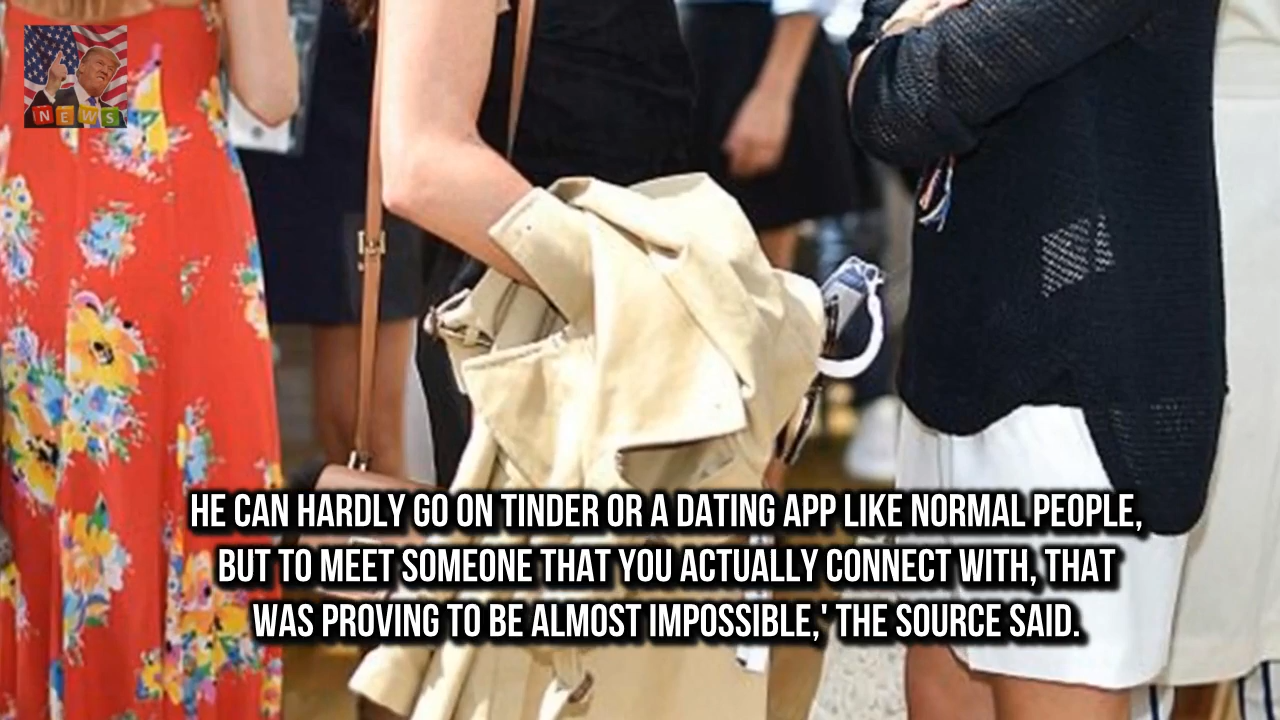 NEWS
HE CAN HARDLY GO ON TINDER OR A DATING APP LIKE NORMAL PEOPLE,
BUT TO MEET SOMEONE THAT YOU ACTUALLY CONNECT WITH, THAT
WAS PROVING TO BE ALMOST IMPOSSIBLE,' THE SOURCE SAID.